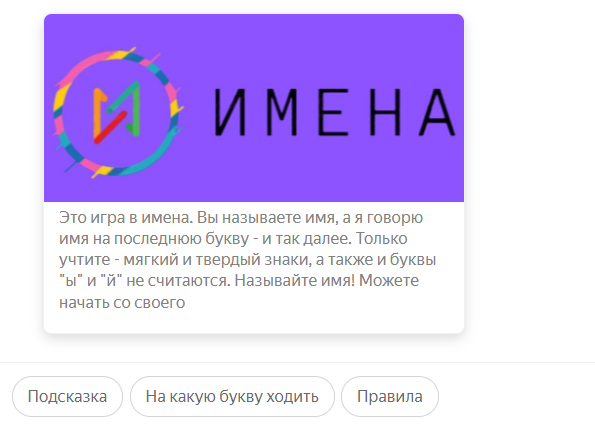 ИМЕНА
Это игра в имена. Вы называете имя, а я говорю
имя на последнюю букву - и так далее. Только
учтите - мягкий и твердый знаки, а также и буквы
"ы" и "й" не считаются. Называйте имя! Можете
начать со своего
Подсказка
На какую букву ходить
Правила